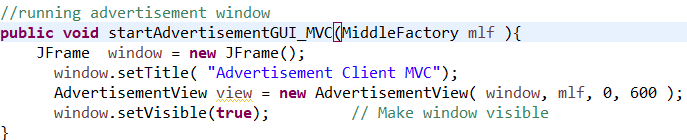 //running advertisement window
public void startAdvertisementGUI_MVC(MiddleFactory mlf ){
JFrame window = new JFrame();
window.setTitle( "Advertisement Client MVC");
AdvertisementView view = new AdvertisementView( window, mlf, 0, 600 );
window.setVisible(true); // Make window visible
}